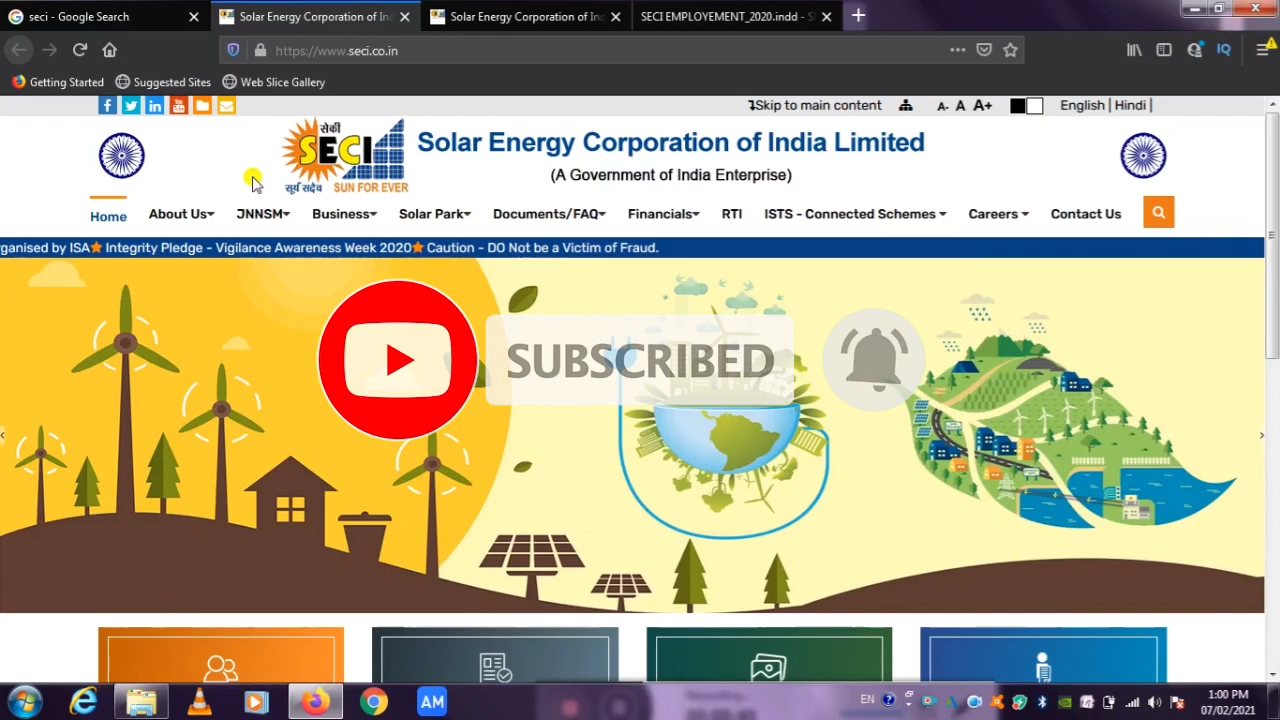 seci - Google Search
Solar Energy Corporation of In
Solar Energy Corporation of In
SECI EMPLOYEMENT_2020.indd - S
https://www.seci.co.in
IQ
Getting Started
Suggested Sites
Web Slice Gallery
Skip to main content
A- A A+
English | Hindi |
सेकी
SECI
सूर्य सदैव SUN FOR EVER
Solar Energy Corporation of India Limited
(A Government of India Enterprise)
Home About Us JNNSM Business Solar Park Documents/FAQ Financials RTI ISTS - Connected Schemes Careers Contact Us
organised by ISA Integrity Pledge - Vigilance Awareness Week 2020 Caution - DO Not be a Victim of Fraud.
SUBSCRIBED
AM
EN
1:00 PM
07/02/2021